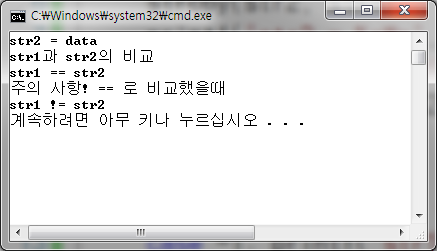 C:₩Windows₩system32₩cmd.exe
str2 = data
str1과 str2의 비교
str1 == str2
주의 사항! == 로 비교했을때
str1 != str2
계속하려면 아무 키나 누르십시오 . . .